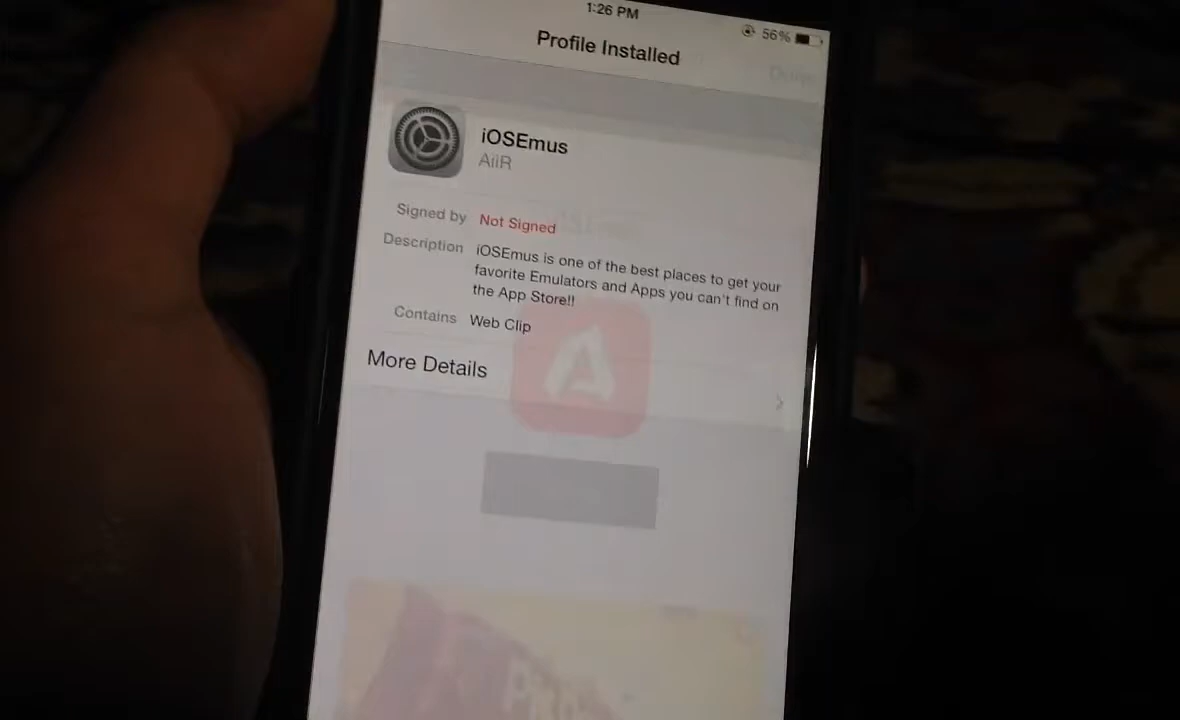 1:26 PM
56%
Profile Installed
iOSEmus
AiiR
Signed by Not Signed
Description iOSEmus is one of the best places to get your
favorite Emulators and Apps you can't find on
the App Store!!
Contains Web Clip
More Details